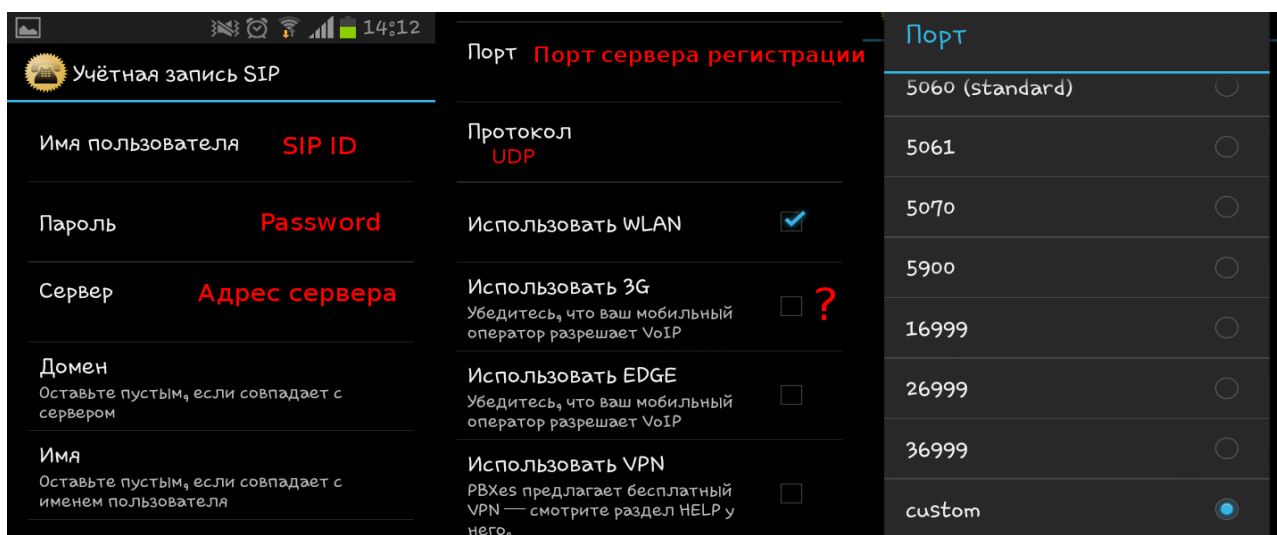 14:12
Учётная запись SIP
Имя пользователя SIP ID
Пароль Password
Сервер Адрес сервера
Домен
Оставьте пустым, если совпадает с
сервером
Имя
Оставьте пустым, если совпадает с
именем пользователя
Порт Порт сервера регистрации
Протокол
UDP
Использовать WLAN
Использовать 3G
Убедитесь, что ваш мобильный
оператор разрешает VoIP
?
Использовать EDGE
Убедитесь, что ваш мобильный
оператор разрешает VoIP
Использовать VPN
PBXes предлагает бесплатный
VPN — смотрите раздел HELP у
него.
Порт
5060 (standard)
5061
5070
5900
16999
26999
36999
custom